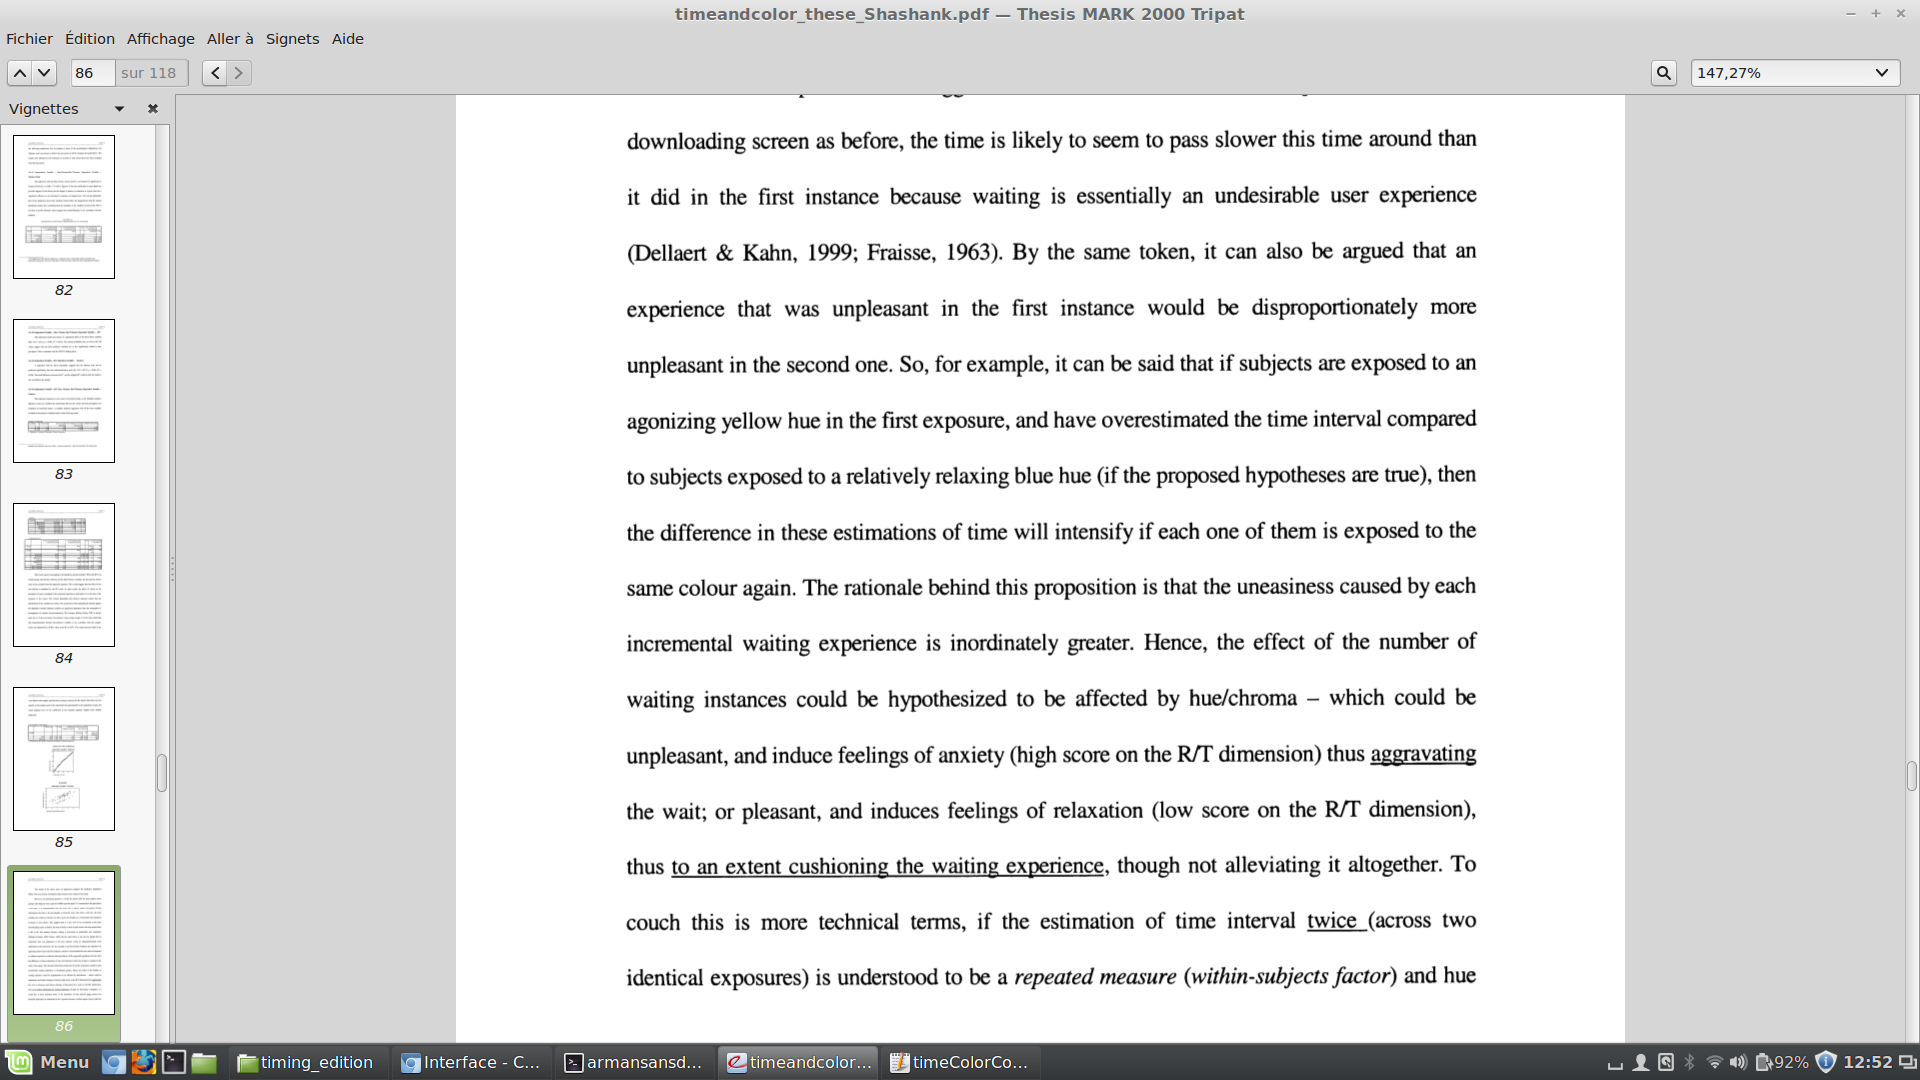 timeandcolor_these_Shashank.pdf — Thesis MARK 2000 Tripat
Fichier Édition Affichage Aller à Signets Aide
86 sur 118
147,27%
Vignettes
82
83
84
85
86
downloading screen as before, the time is likely to seem to pass slower this time around than
it did in the first instance because waiting is essentially an undesirable user experience
(Dellaert & Kahn, 1999; Fraisse, 1963). By the same token, it can also be argued that an
experience that was unpleasant in the first instance would be disproportionately more
unpleasant in the second one. So, for example, it can be said that if subjects are exposed to an
agonizing yellow hue in the first exposure, and have overestimated the time interval compared
to subjects exposed to a relatively relaxing blue hue (if the proposed hypotheses are true), then
the difference in these estimations of time will intensify if each one of them is exposed to the
same colour again. The rationale behind this proposition is that the uneasiness caused by each
incremental waiting experience is inordinately greater. Hence, the effect of the number of
waiting instances could be hypothesized to be affected by hue/chroma – which could be
unpleasant, and induce feelings of anxiety (high score on the R/T dimension) thus aggravating
the wait; or pleasant, and induces feelings of relaxation (low score on the R/T dimension),
thus to an extent cushioning the waiting experience, though not alleviating it altogether. To
couch this is more technical terms, if the estimation of time interval twice (across two
identical exposures) is understood to be a repeated measure (within-subjects factor) and hue
Menu timing_edition Interface - C... armansansd... timeandcolor... timeColorCo... 92% 12:52